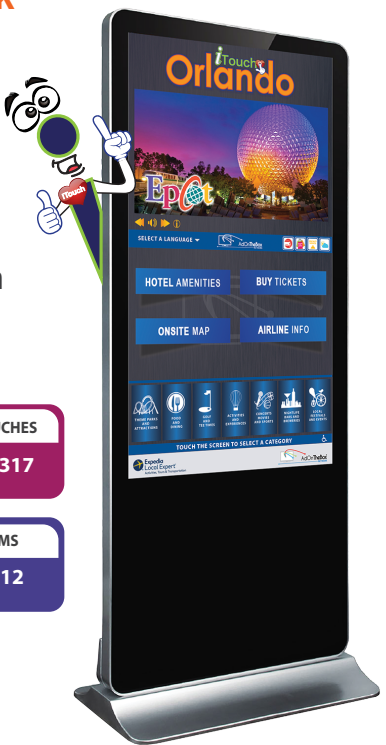 iTouch
Orlando
Epcot
iTouch
SELECT A LANGUAGE
AdOnTheBox
HOTEL AMENITIES
BUY TICKETS
ONSITE MAP
AIRLINE INFO
THEME PARKS
AND
ATTRACTIONS
FOOD
AND
DINING
GOLF
AND
TEE TIMES
ACTIVITIES
AND
EXPERIENCES
CONCERTS
MOVIES
AND SPORTS
NIGHTLIFE
BARS AND
LOCAL
FESTIVALS
AND EVENTS
TOUCH THE SCREEN TO SELECT A CATEGORY
Expedia
Local Expert
AdOnTheBox
CHES
317
MS
12